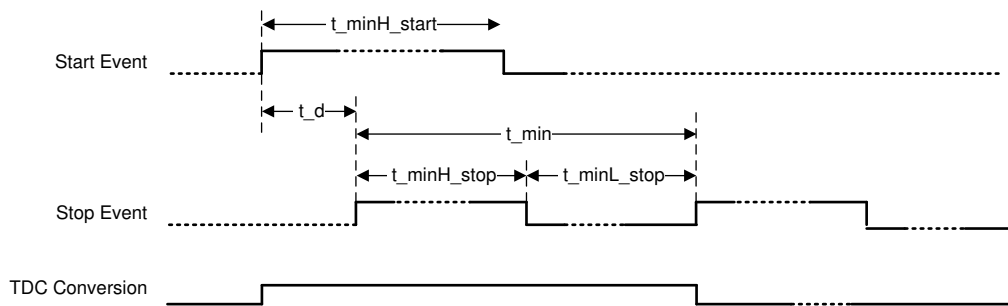 t_minH_start
Start Event
t_d
t_min
t_minH_stop
t_minL_stop
Stop Event
TDC Conversion